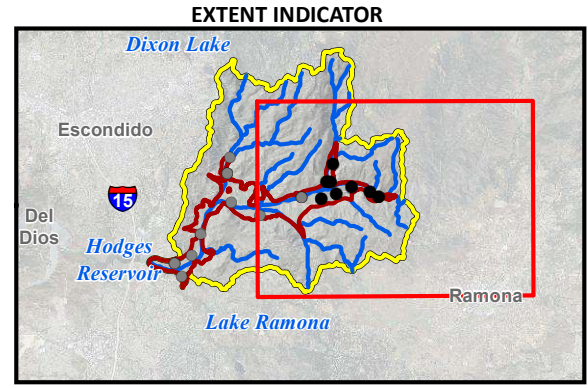 EXTENT INDICATOR
Dixon Lake
Escondido
15
Del
Dios
Hodges
Reservoir
Ramona
Lake Ramona